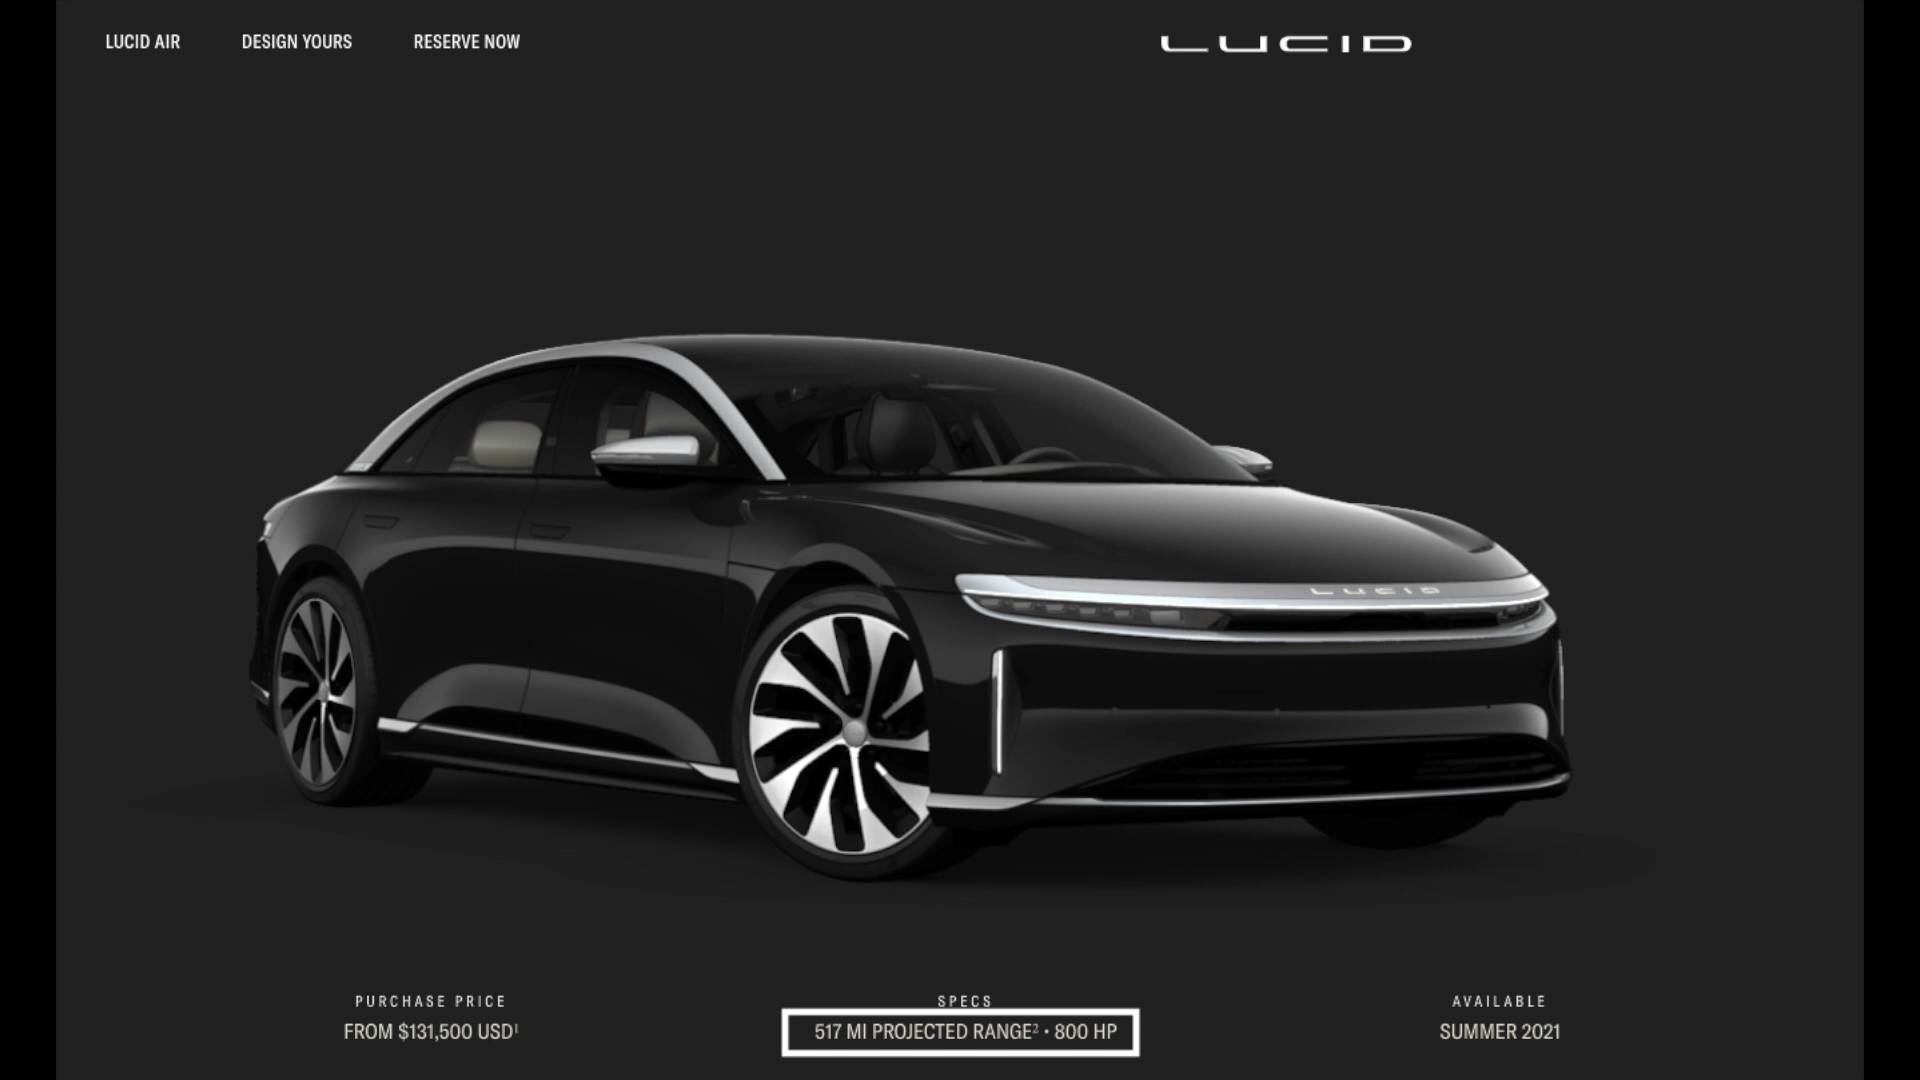 LUCID AIR DESIGN YOURS RESERVE NOW LUCID
LUCID
PURCHASE PRICE
FROM $131,500 USD¹
SPECS
517 MI PROJECTED RANGE² • 800 HP
AVAILABLE
SUMMER 2021